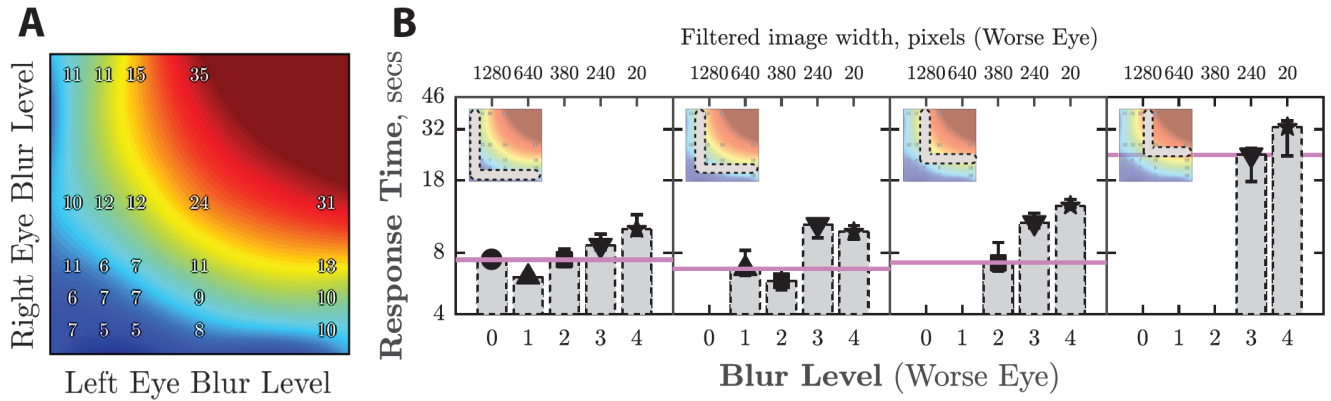 A
Right Eye Blur Level
11 11 15 35
10 12 12 24 31
11 6 7 11 13
6 7 7 9 10
7 5 5 8 10
Left Eye Blur Level
B
Filtered image width, pixels (Worse Eye)
1280 640 380 240 20 1280 640 380 240 20 1280 640 380 240 20 1280 640 380 240 20
Response Time, secs
46
32
18
8
4
0 1 2 3 4 0 1 2 3 4 0 1 2 3 4 0 1 2 3 4
Blur Level (Worse Eye)